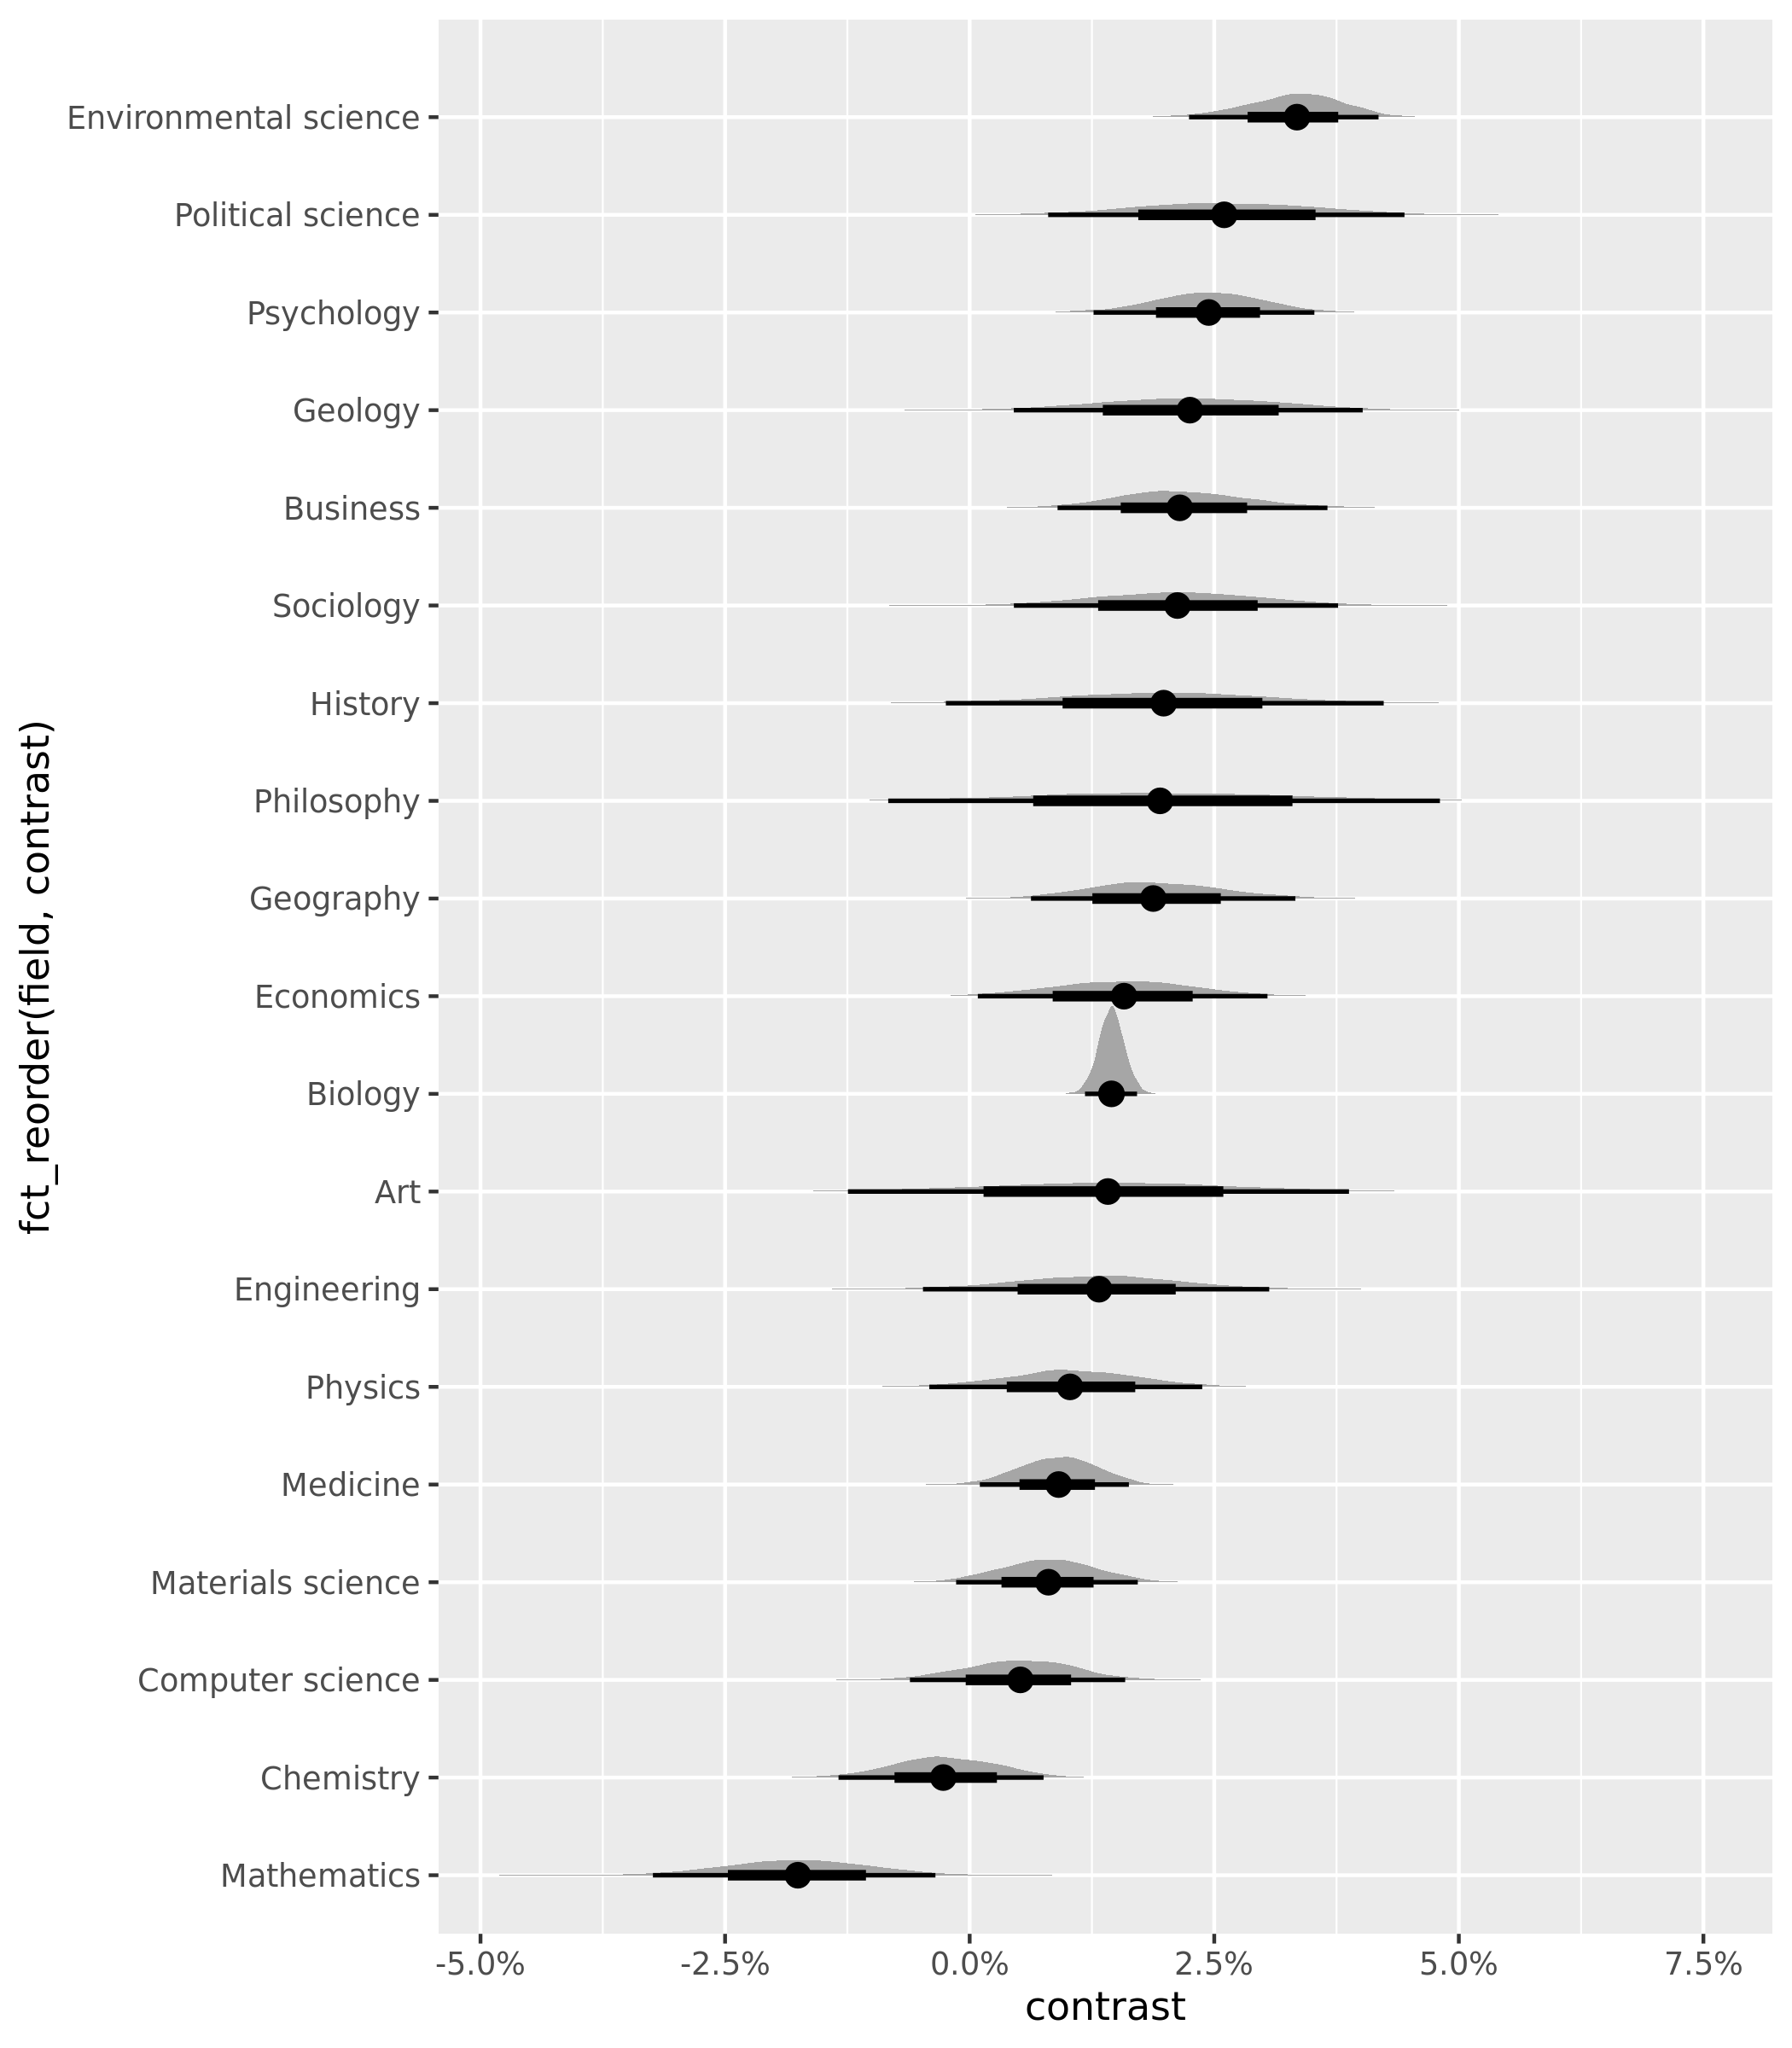 Environmental science
Political science
Psychology
Geology
Business
Sociology
History
Philosophy
Geography
Economics
Biology
Art
Engineering
Physics
Medicine
Materials science
Computer science
Chemistry
Mathematics
fct_reorder(field, contrast)
-5.0% -2.5% 0.0% 2.5% 5.0% 7.5%
contrast